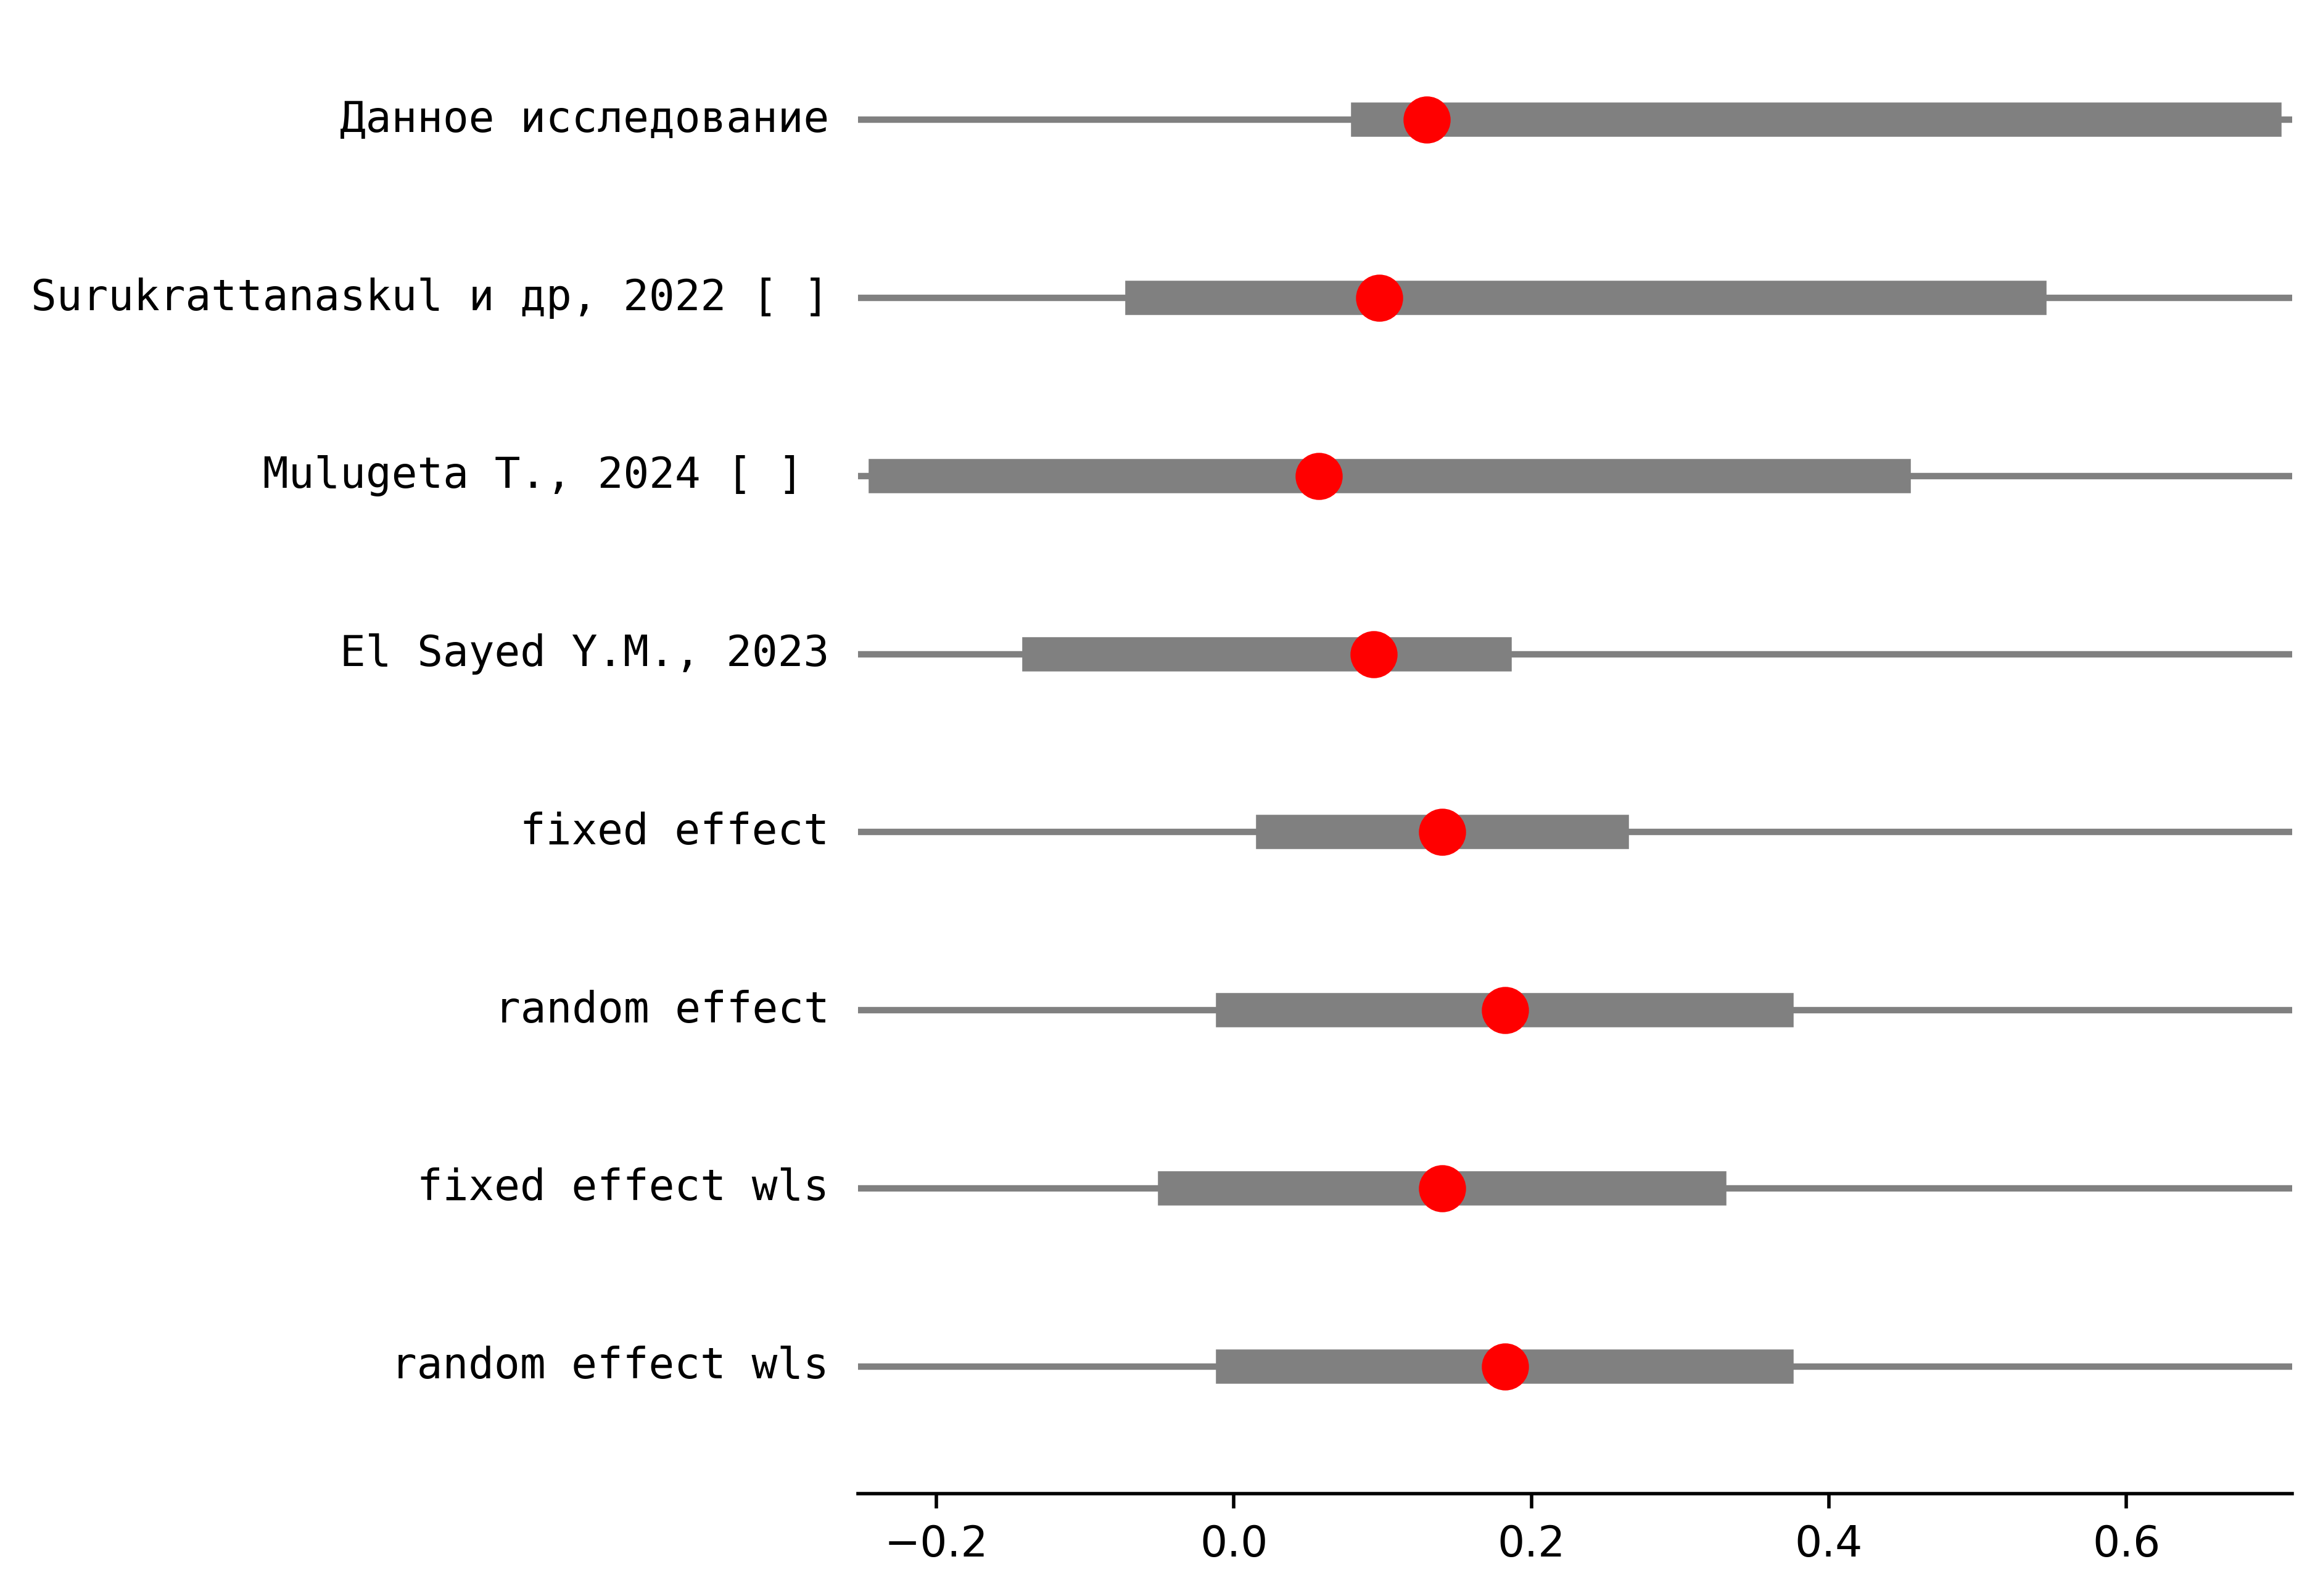 Данное исследование
Surukrattanaskul и др, 2022 [ ]
Mulugeta T., 2024 [ ]
El Sayed Y.M., 2023
fixed effect
random effect
fixed effect wls
random effect wls
−0.2 0.0 0.2 0.4 0.6